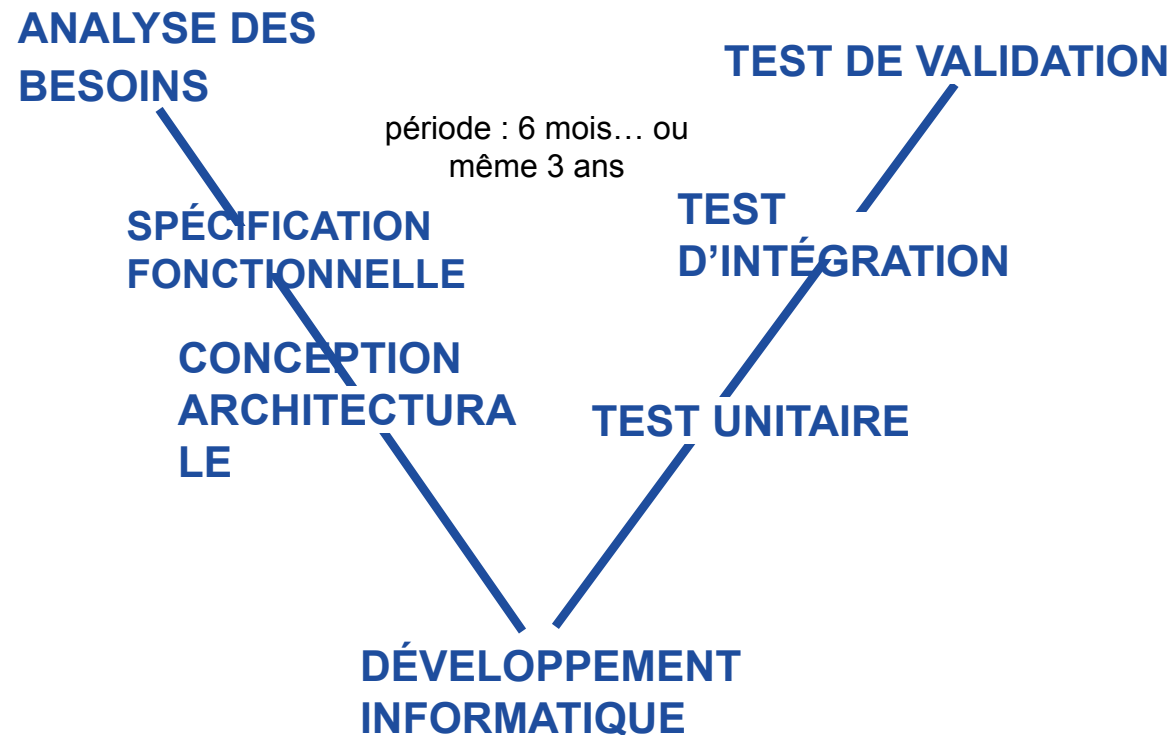 ANALYSE DES
BESOINS
TEST DE VALIDATION
période : 6 mois… ou
même 3 ans
SPÉCIFICATION
FONCTIONNELLE
TEST
D’INTÉGRATION
CONCEPTION
ARCHITECTURA
LE
TEST UNITAIRE
DÉVELOPPEMENT
INFORMATIQUE